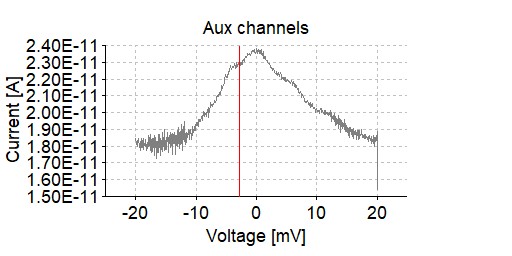 Aux channels
2.40E-11
2.30E-11
2.20E-11
2.10E-11
2.00E-11
1.90E-11
1.80E-11
1.70E-11
1.60E-11
1.50E-11
Current [A]
-20 -10 0 10 20
Voltage [mV]